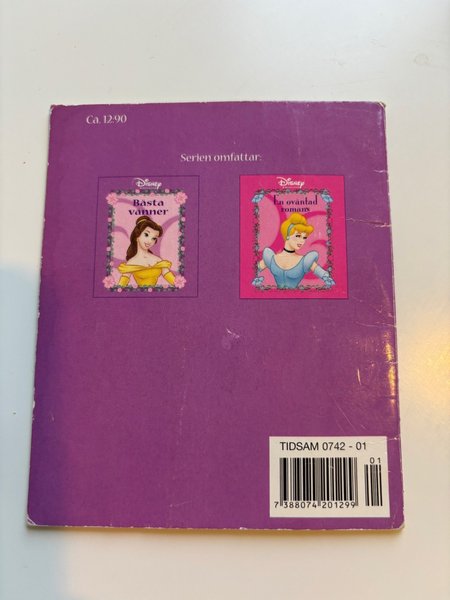 Ca. 12:90
Serien omfattar:
Disney
Bästa
vänner
Disney
En oväntad
romans
TIDSAM 0742 - 01
01
7 388074 201299